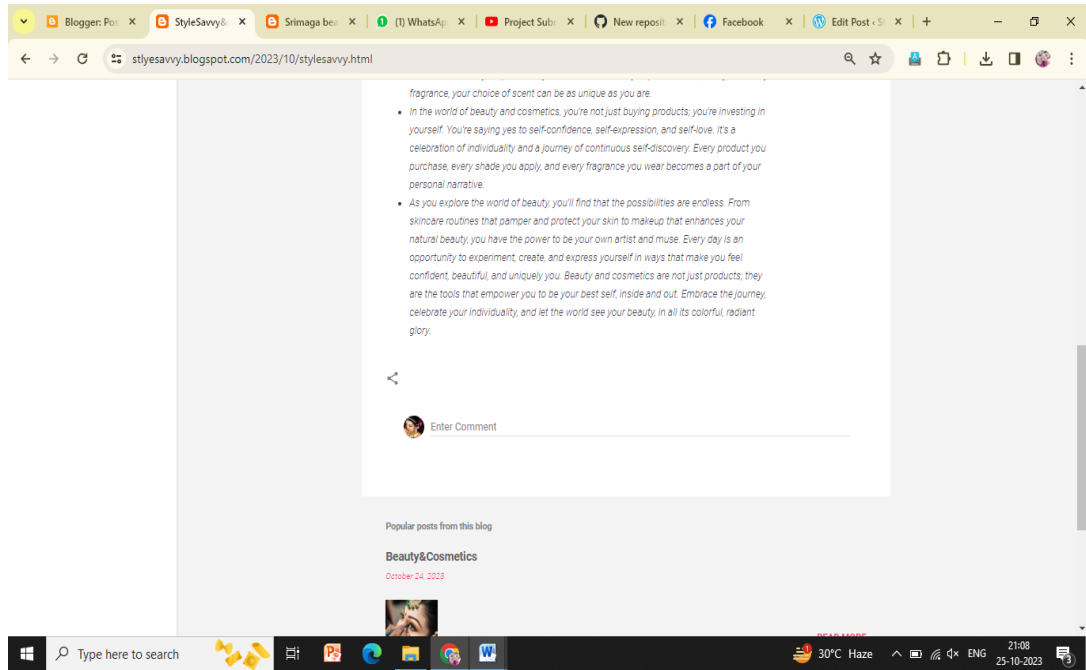 Blogger: Pos
StyleSavvy&
Srimaga bea
(1) WhatsAp
Project Subr
New reposit
Facebook
Edit Post ‹ St
stlyesavvy.blogspot.com/2023/10/stylesavvy.html
fragrance, your choice of scent can be as unique as you are.
• In the world of beauty and cosmetics, you're not just buying products; you're investing in
yourself. You're saying yes to self-confidence, self-expression, and self-love. It's a
celebration of individuality and a journey of continuous self-discovery. Every product you
purchase, every shade you apply, and every fragrance you wear becomes a part of your
personal narrative.
• As you explore the world of beauty, you'll find that the possibilities are endless. From
skincare routines that pamper and protect your skin to makeup that enhances your
natural beauty, you have the power to be your own artist and muse. Every day is an
opportunity to experiment, create, and express yourself in ways that make you feel
confident, beautiful, and uniquely you. Beauty and cosmetics are not just products; they
are the tools that empower you to be your best self, inside and out. Embrace the journey,
celebrate your individuality, and let the world see your beauty, in all its colorful, radiant
glory.
Enter Comment
Popular posts from this blog
Beauty&Cosmetics
October 24, 2023
READ MORE
Type here to search
30°C Haze
ENG
21:08
25-10-2023
3